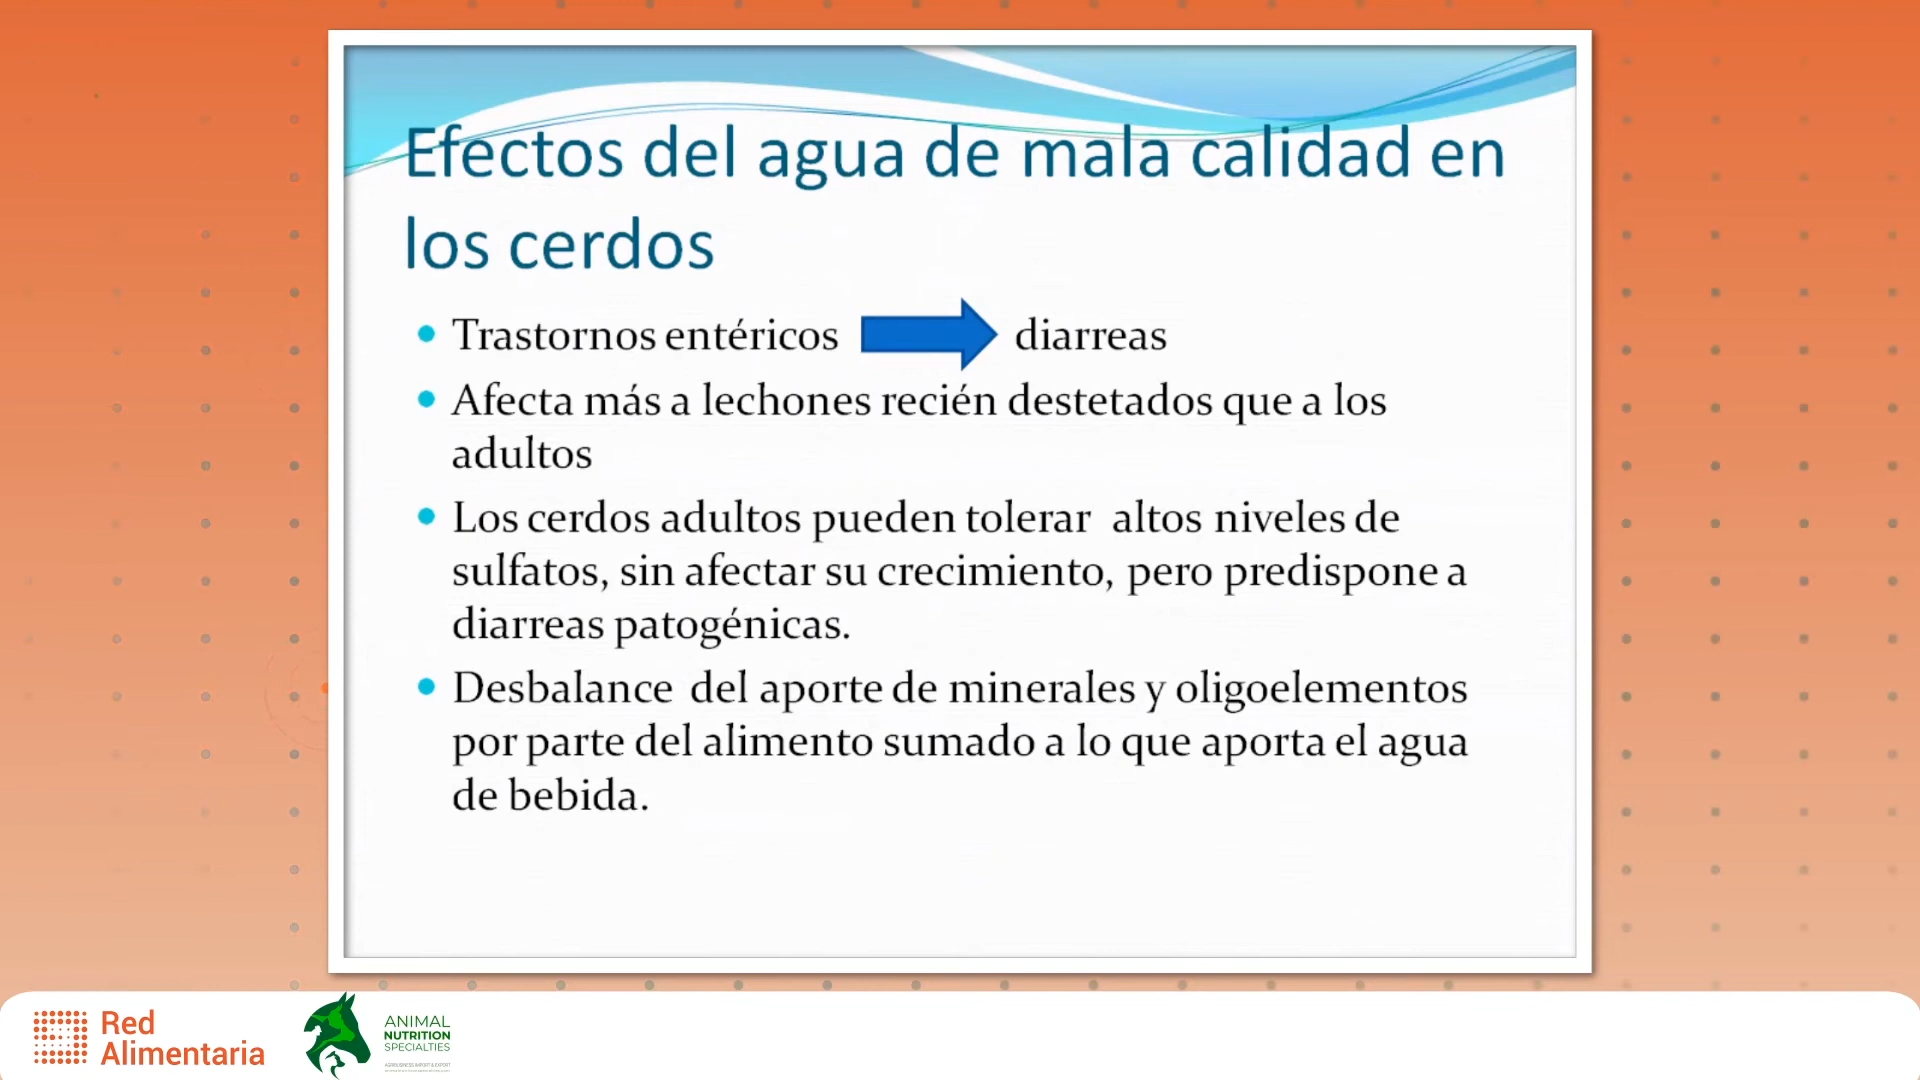 Efectos del agua de mala calidad en
los cerdos
Trastornos entéricos diarreas
Afecta más a lechones recién destetados que a los
adultos
Los cerdos adultos pueden tolerar altos niveles de
sulfatos, sin afectar su crecimiento, pero predispone a
diarreas patogénicas.
Desbalance del aporte de minerales y oligoelementos
por parte del alimento sumado a lo que aporta el agua
de bebida.
Red
Alimentaria
ANIMAL
NUTRITION
SPECIALTIES
AGRIBUSINESS IMPORT & EXPORT